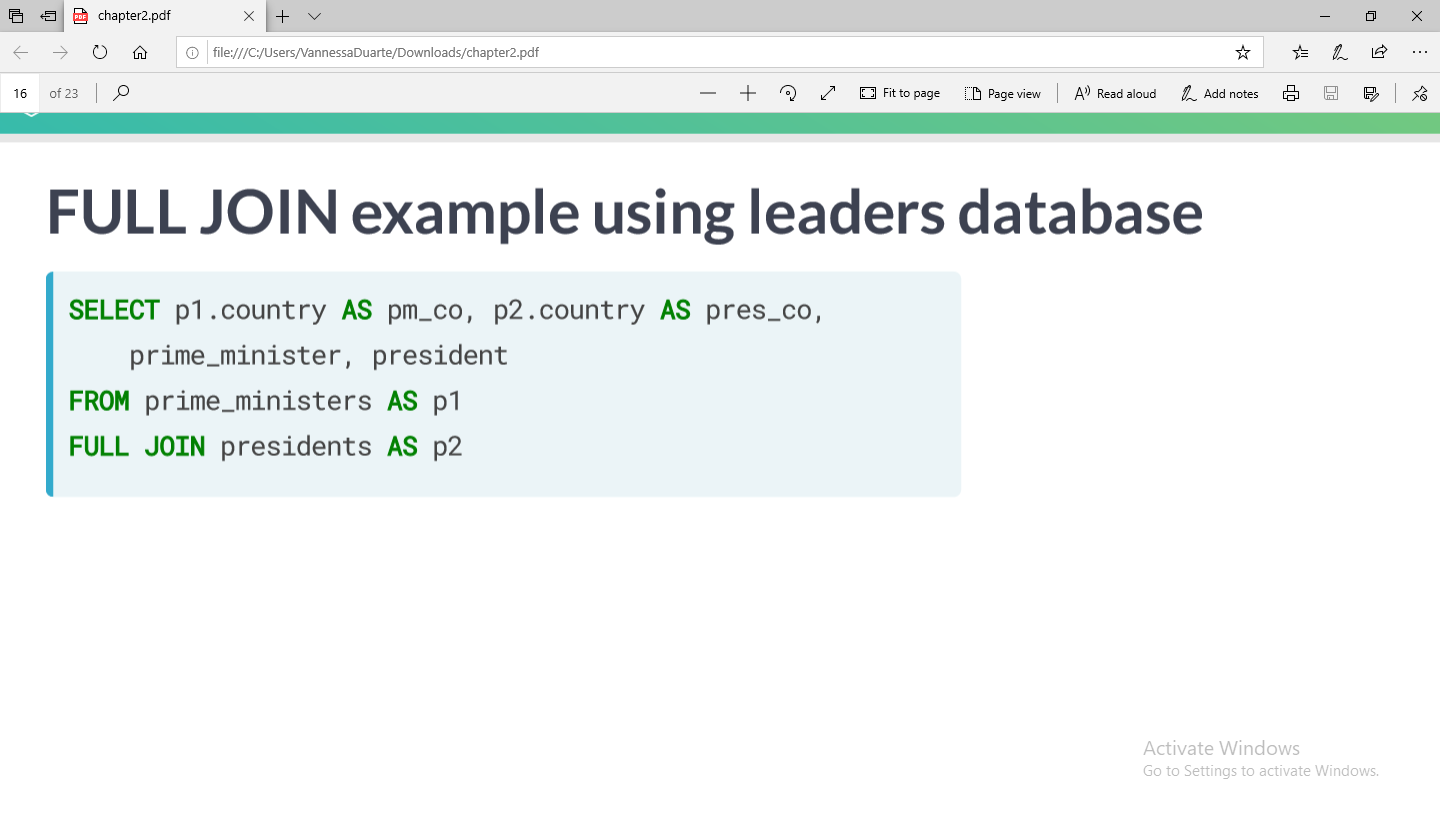 chapter2.pdf
file:///C:/Users/VannessaDuarte/Downloads/chapter2.pdf
16 of 23 Fit to page Page view Read aloud Add notes
FULL JOIN example using leaders database
SELECT p1.country AS pm_co, p2.country AS pres_co,
prime_minister, president
FROM prime_ministers AS p1
FULL JOIN presidents AS p2
Activate Windows
Go to Settings to activate Windows.